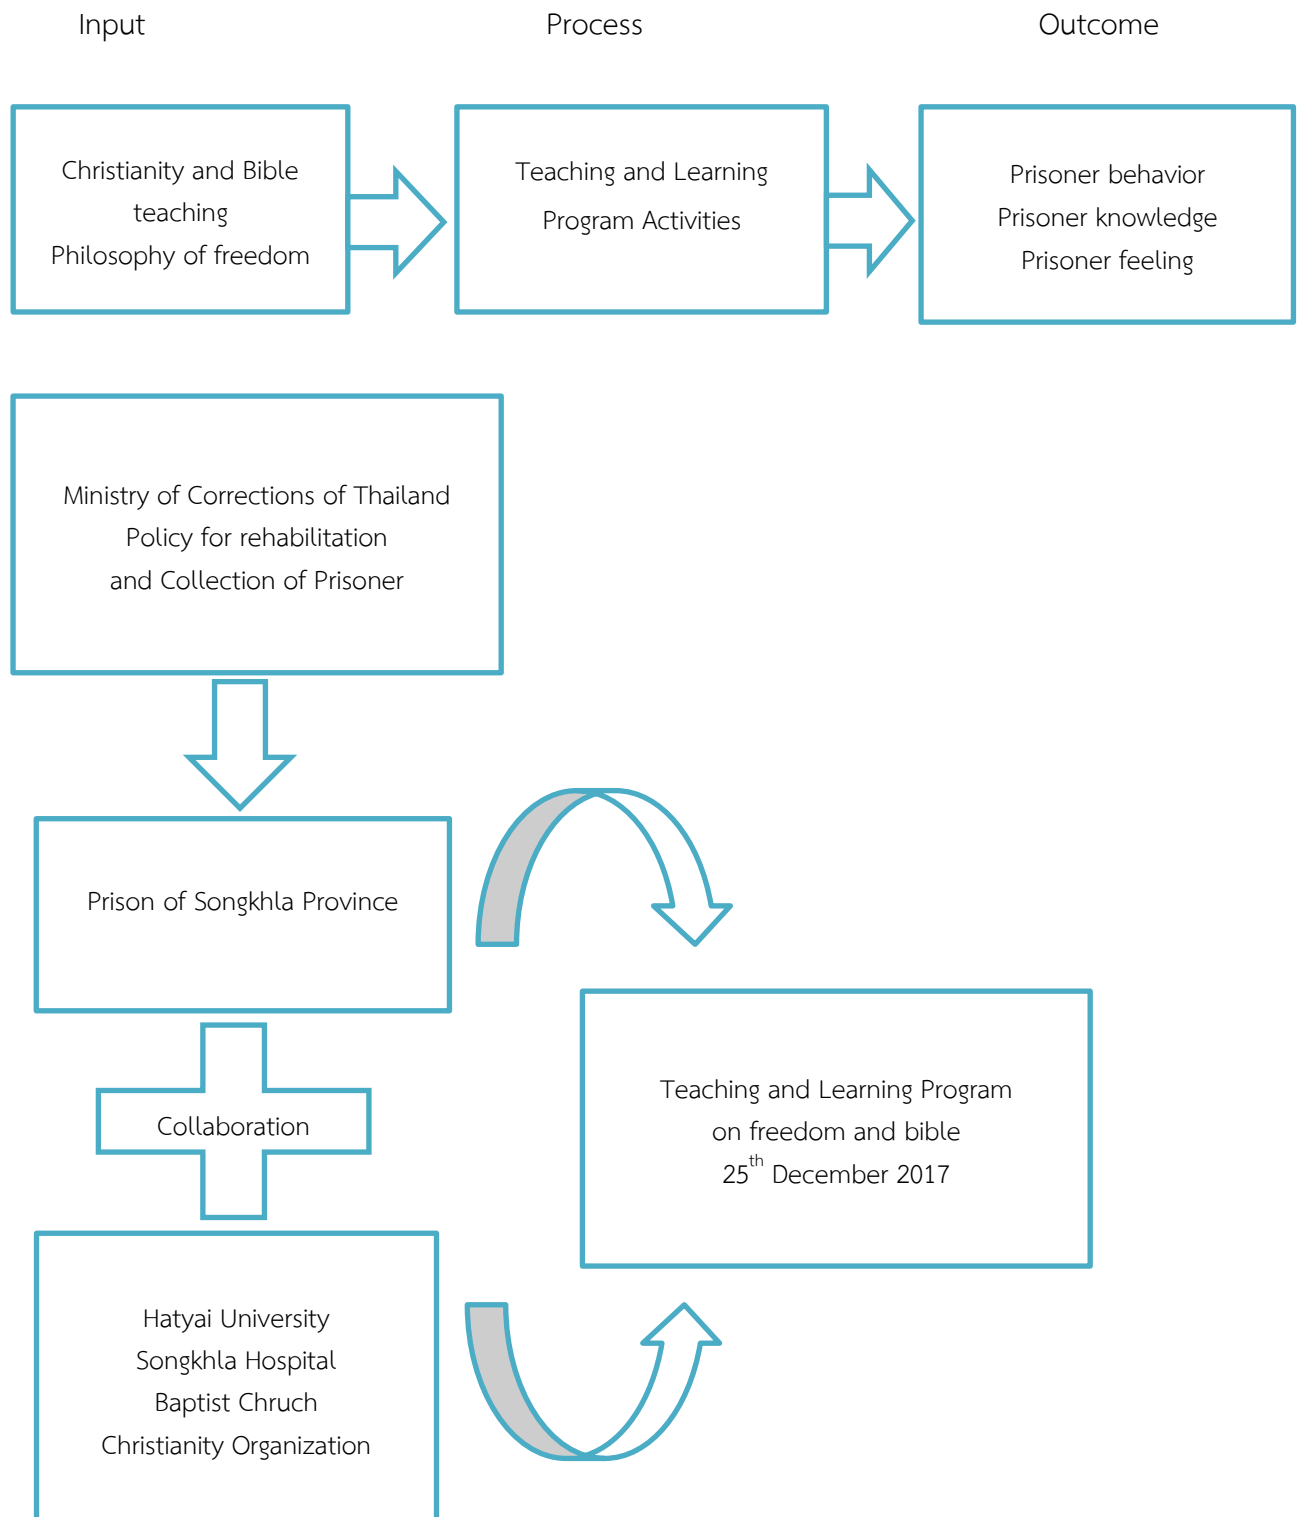 Input
Process
Outcome
Christianity and Bible
teaching
Philosophy of freedom
Teaching and Learning
Program Activities
Prisoner behavior
Prisoner knowledge
Prisoner feeling
Ministry of Corrections of Thailand
Policy for rehabilitation
and Collection of Prisoner
Prison of Songkhla Province
Collaboration
Teaching and Learning Program
on freedom and bible
25th December 2017
Hatyai University
Songkhla Hospital
Baptist Chruch
Christianity Organization